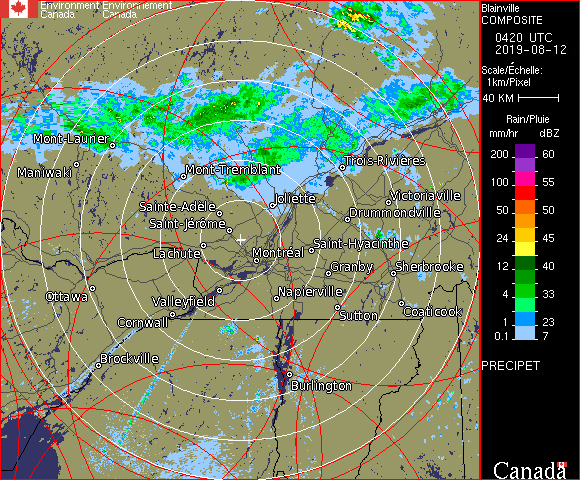 Environment Environnement
Canada Canada
Blainville
COMPOSITE
0420 UTC
2019-08-12
Scale/Échelle:
1km/Pixel
40 KM
Rain/Pluie
mm/hr dBZ
200 60
100 55
50 50
24 45
12 40
4 33
1 23
0.1 7
PRECIPET
Canada
Mont-Laurier
Maniwaki
Mont-Tremblant
Trois-Rivières
Sainte-Adèle
Joliette
Victoriaville
Saint-Jérôme
Drummondville
Lachute
Montréal
Saint-Hyacinthe
Granby
Sherbrooke
Ottawa
Valleyfield
Napierville
Cornwall
Sutton
Coaticook
Brockville
Burlington